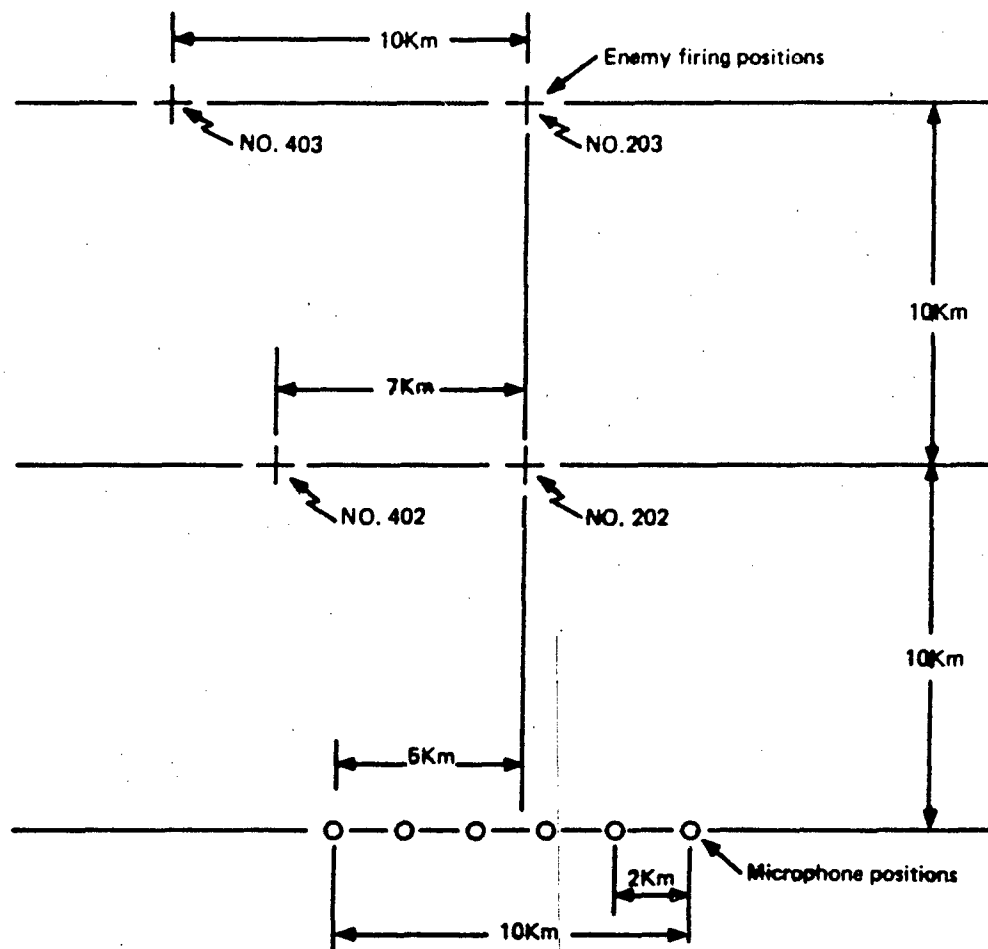 10Km
Enemy firing positions
NO. 403
NO.203
10Km
7Km
NO. 402
NO. 202
10Km
5Km
Microphone positions
2Km
10Km